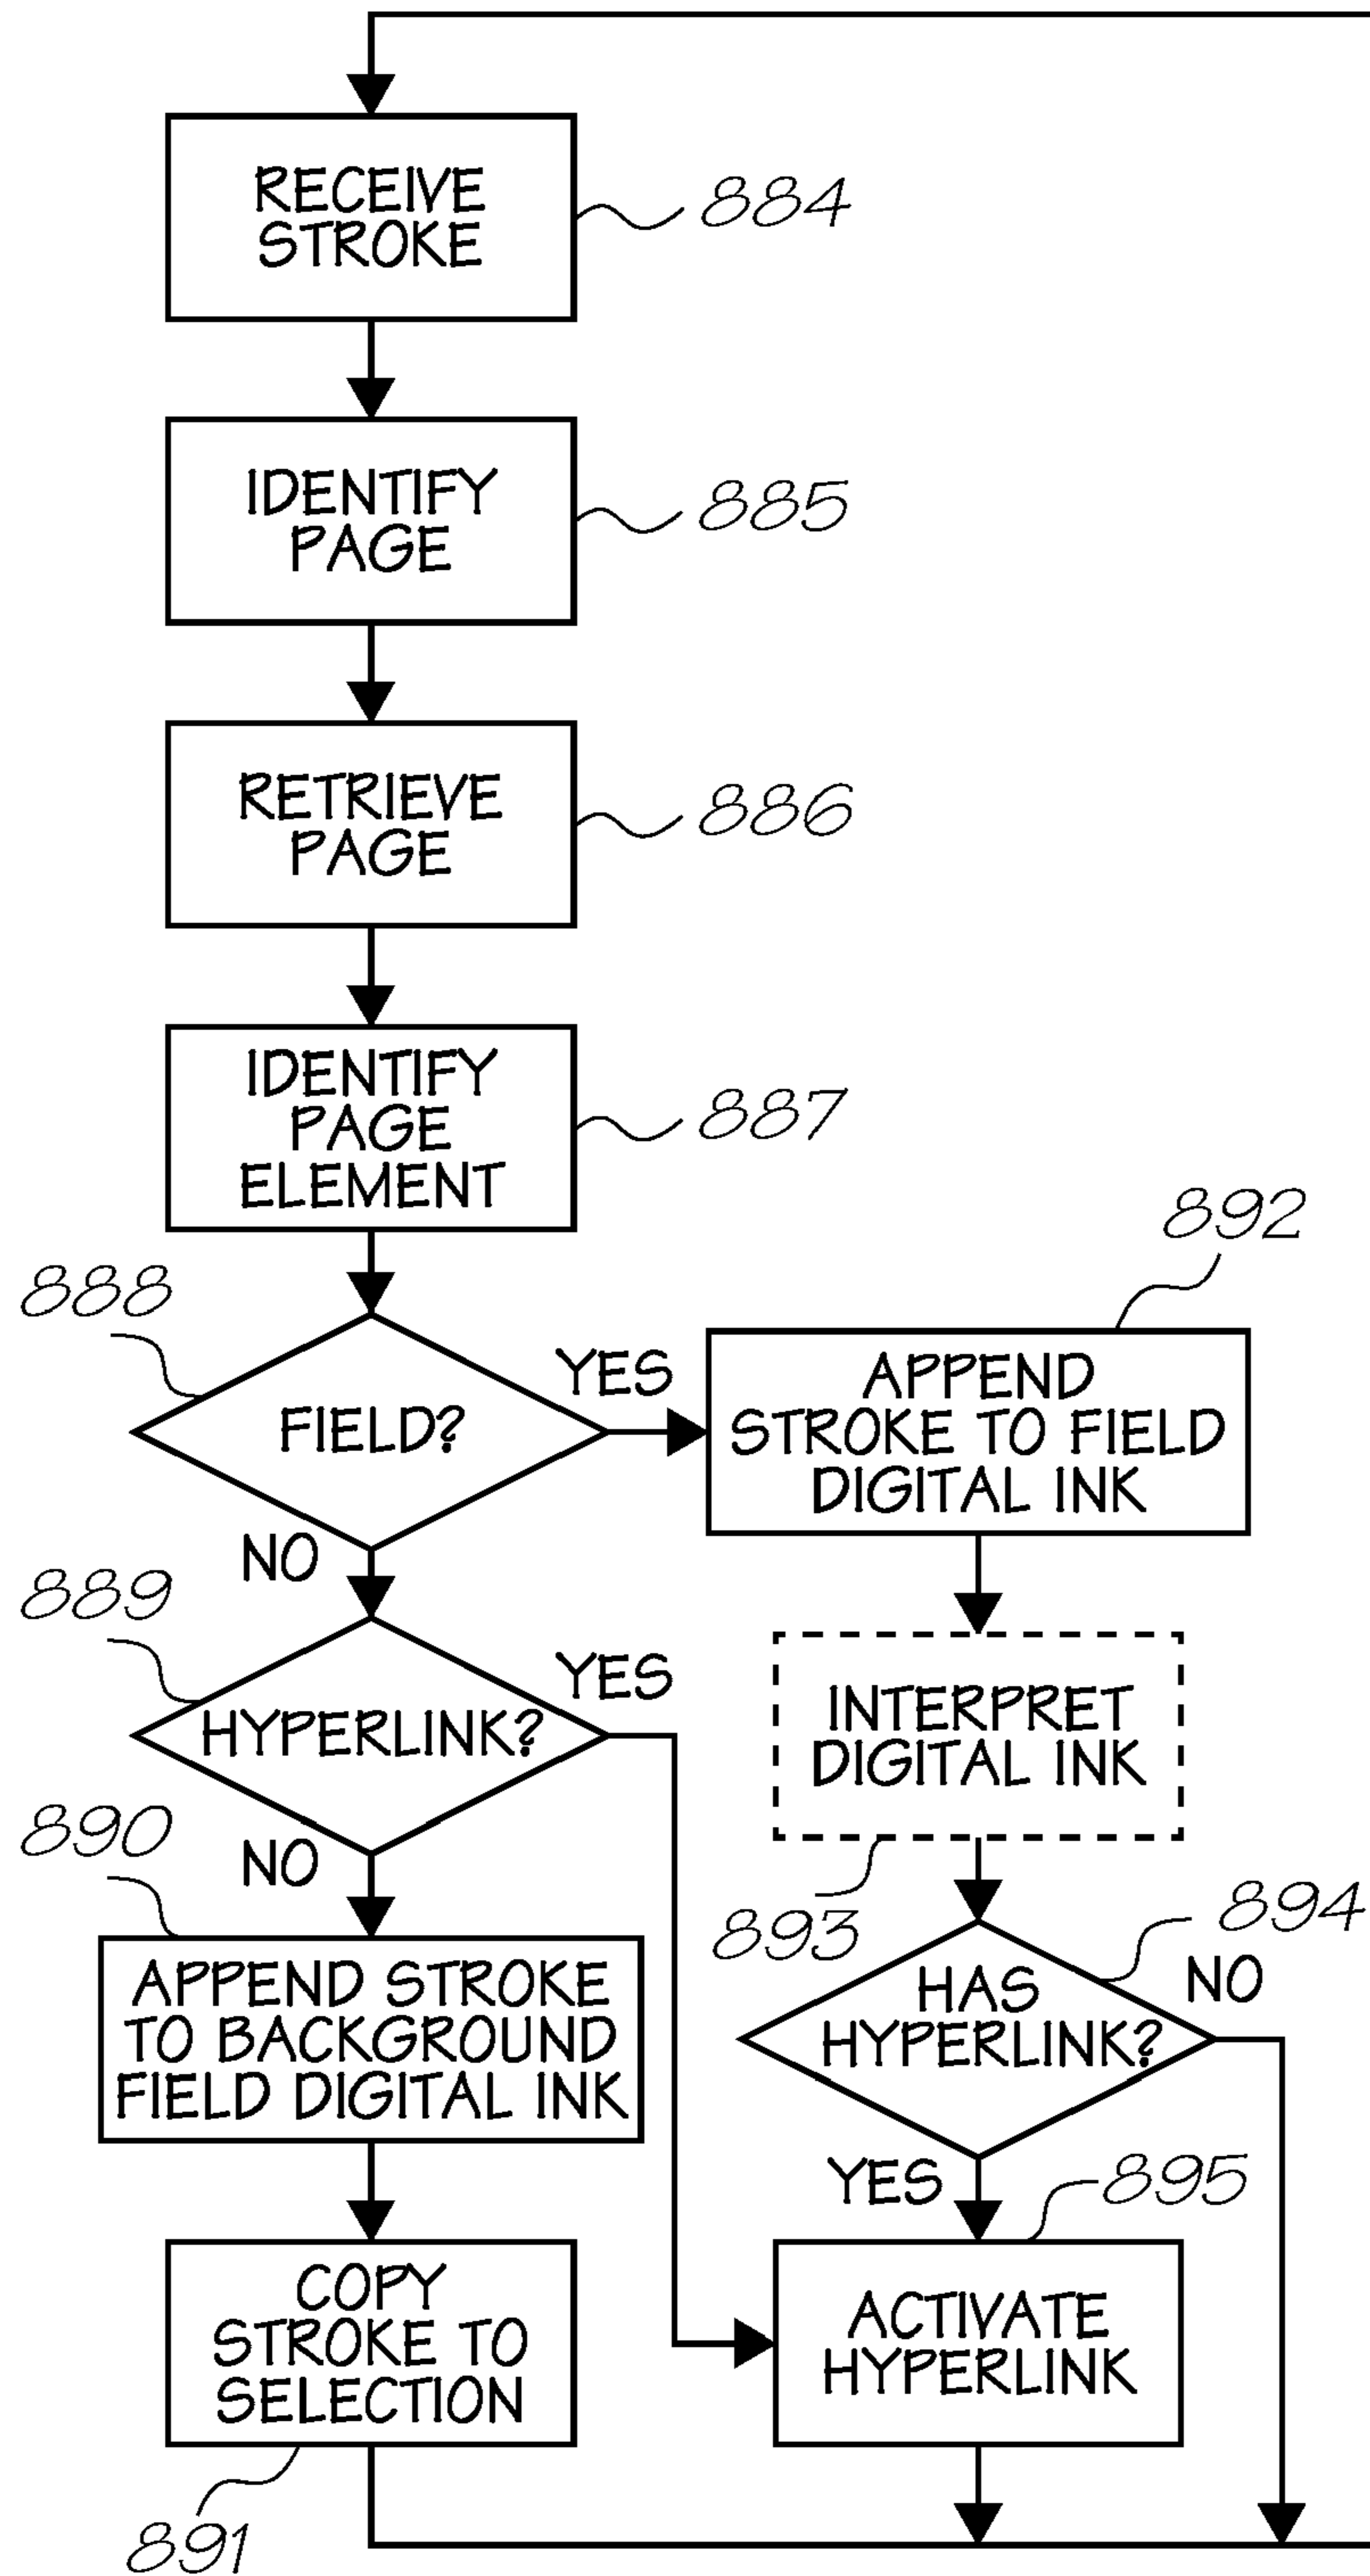 RECEIVE
STROKE
884
IDENTIFY
PAGE
885
RETRIEVE
PAGE
886
IDENTIFY
PAGE
ELEMENT
887
888
FIELD?
YES
NO
892
APPEND
STROKE TO FIELD
DIGITAL INK
889
HYPERLINK?
YES
NO
INTERPRET
DIGITAL INK
893
890
APPEND STROKE
TO BACKGROUND
FIELD DIGITAL INK
894
HAS
HYPERLINK?
NO
YES
895
COPY
STROKE TO
SELECTION
891
ACTIVATE
HYPERLINK